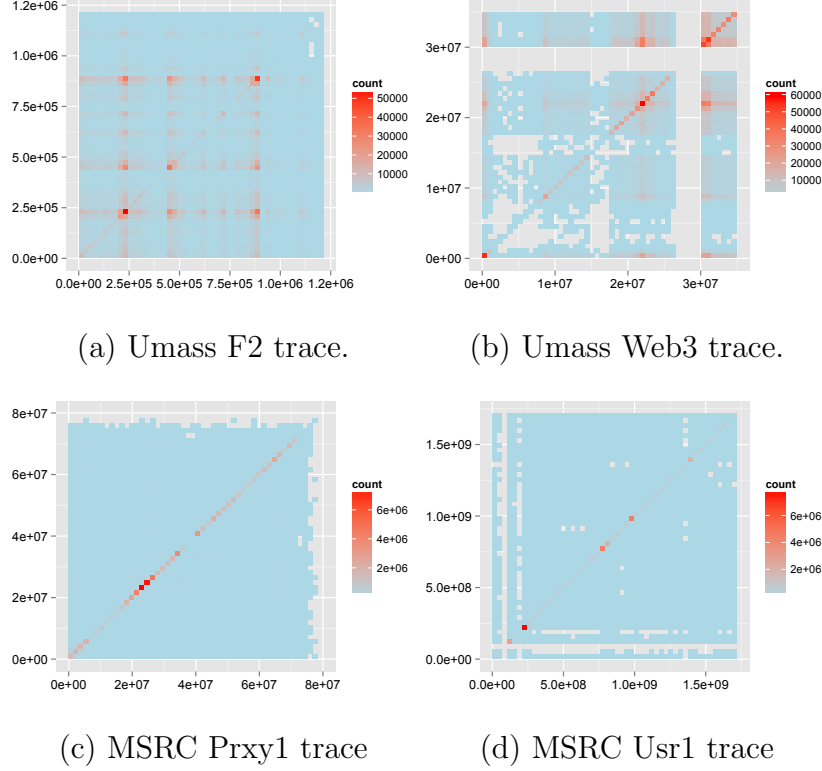 1.2e+06
1.0e+06
7.5e+05
5.0e+05
2.5e+05
0.0e+00
0.0e+00 2.5e+05 5.0e+05 7.5e+05 1.0e+06 1.2e+06
count
50000
40000
30000
20000
10000
(a) Umass F2 trace.
3e+07
2e+07
1e+07
0e+00
0e+00 1e+07 2e+07 3e+07
count
60000
50000
40000
30000
20000
10000
(b) Umass Web3 trace.
8e+07
6e+07
4e+07
2e+07
0e+00
0e+00 2e+07 4e+07 6e+07 8e+07
count
6e+06
4e+06
2e+06
(c) MSRC Prxy1 trace
1.5e+09
1.0e+09
5.0e+08
0.0e+00
0.0e+00 5.0e+08 1.0e+09 1.5e+09
count
6e+06
4e+06
2e+06
(d) MSRC Usr1 trace